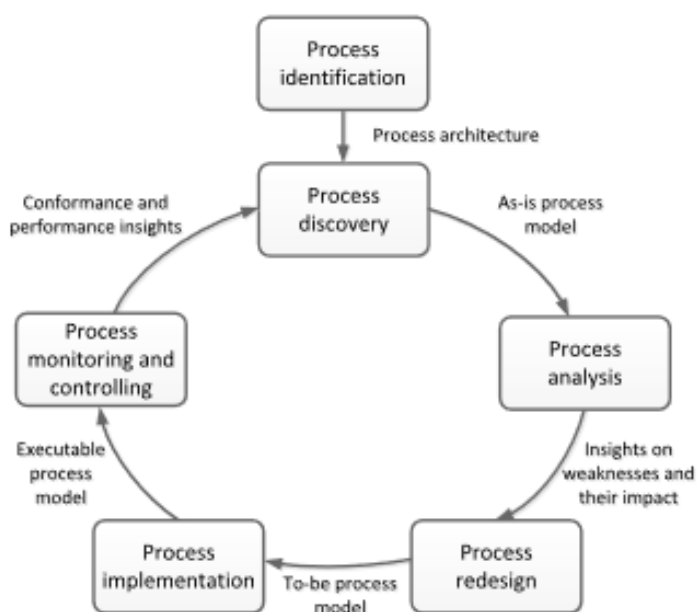 Process
identification
Process architecture
Process
discovery
Conformance and
performance insights
As-is process
model
Process
monitoring and
controlling
Process
analysis
Executable
process
model
Insights on
weaknesses and
their impact
Process
implementation
To-be process
model
Process
redesign